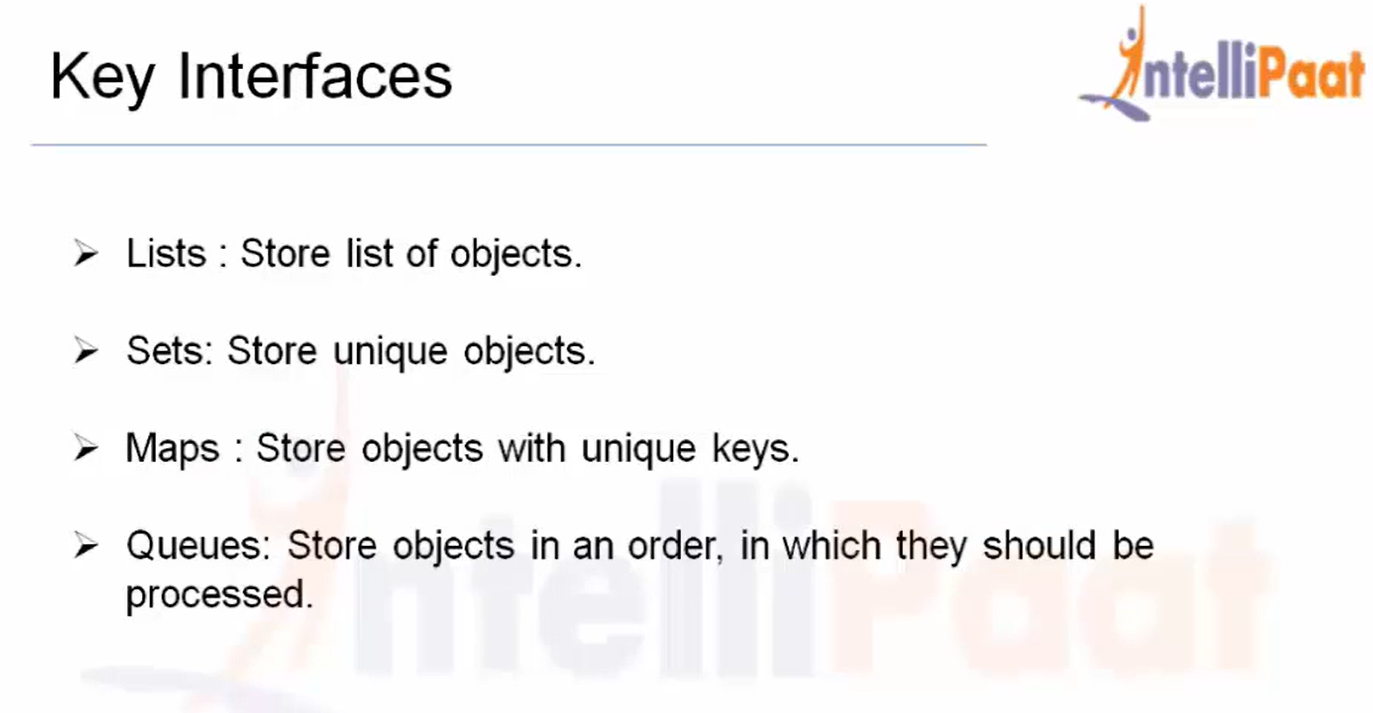 Key Interfaces
IntelliPaat
Lists : Store list of objects.
Sets: Store unique objects.
Maps : Store objects with unique keys.
Queues: Store objects in an order, in which they should be
processed.
IntelliPaat